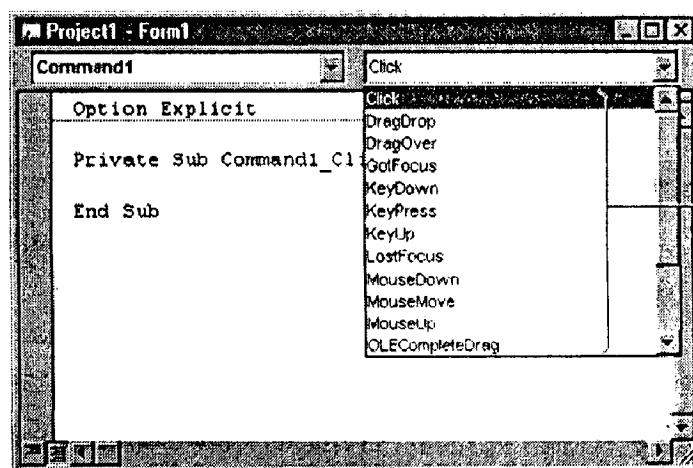 Project1 - Form1
Command1
Click
Option Explicit
Private Sub Command1_Cli
End Sub
Click
DragDrop
DragOver
GotFocus
KeyDown
KeyPress
KeyUp
LostFocus
MouseDown
MouseMove
MouseUp
OLECompleteDrag